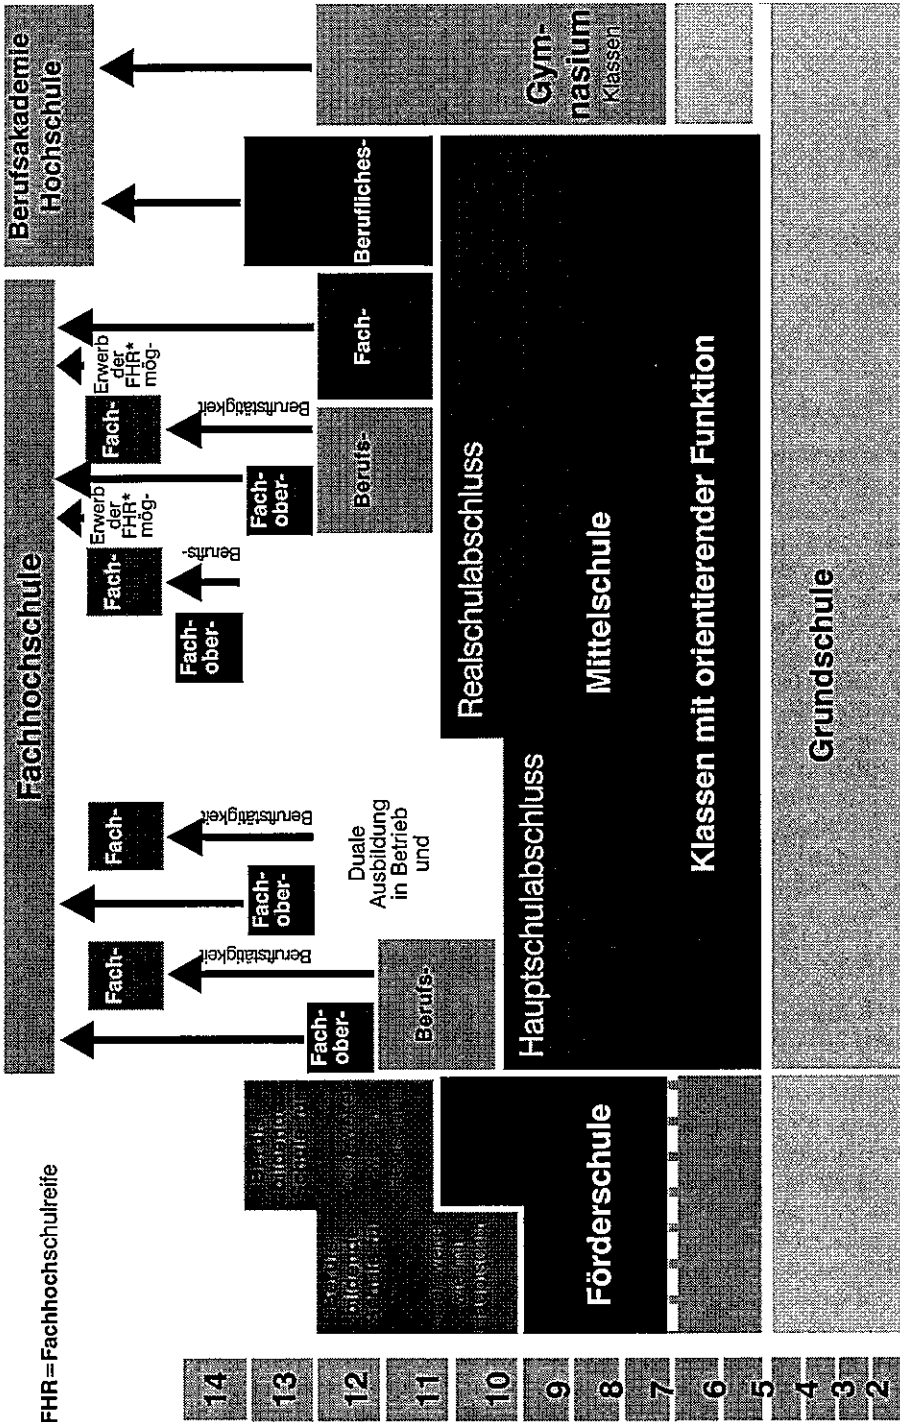 FHR=Fachhochschulreife
Fachhochschule
Berufsakademie
Hochschule
Fach-
Fach-
Fach-
Erwerb
der
FHR*
mög-
Fach-
Erwerb
der
FHR*
mög-
Berufstätigkeit
Berufstätigkeit
Berufs-
Berufstätigkeit
14
13
12
11
10
9
8
7
6
5
4
3
2
Fach-
ober-
Fach-
ober-
Fach-
ober-
Fach-
ober-
Berufs-
Duale
Ausbildung
in Betrieb
und
Berufs-
Fach-
Berufliches-
Gym-
nasium
Klassen
Hauptschulabschluss
Realschulabschluss
Förderschule
Mittelschule
Klassen mit orientierender Funktion
Grundschule